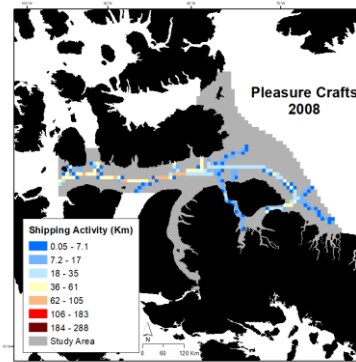 Pleasure Crafts
2008
Shipping Activity (Km)
0.05 - 7.1
7.2 - 17
18 - 35
36 - 61
62 - 105
106 - 183
184 - 288
Study Area
N
0
60
120 Km